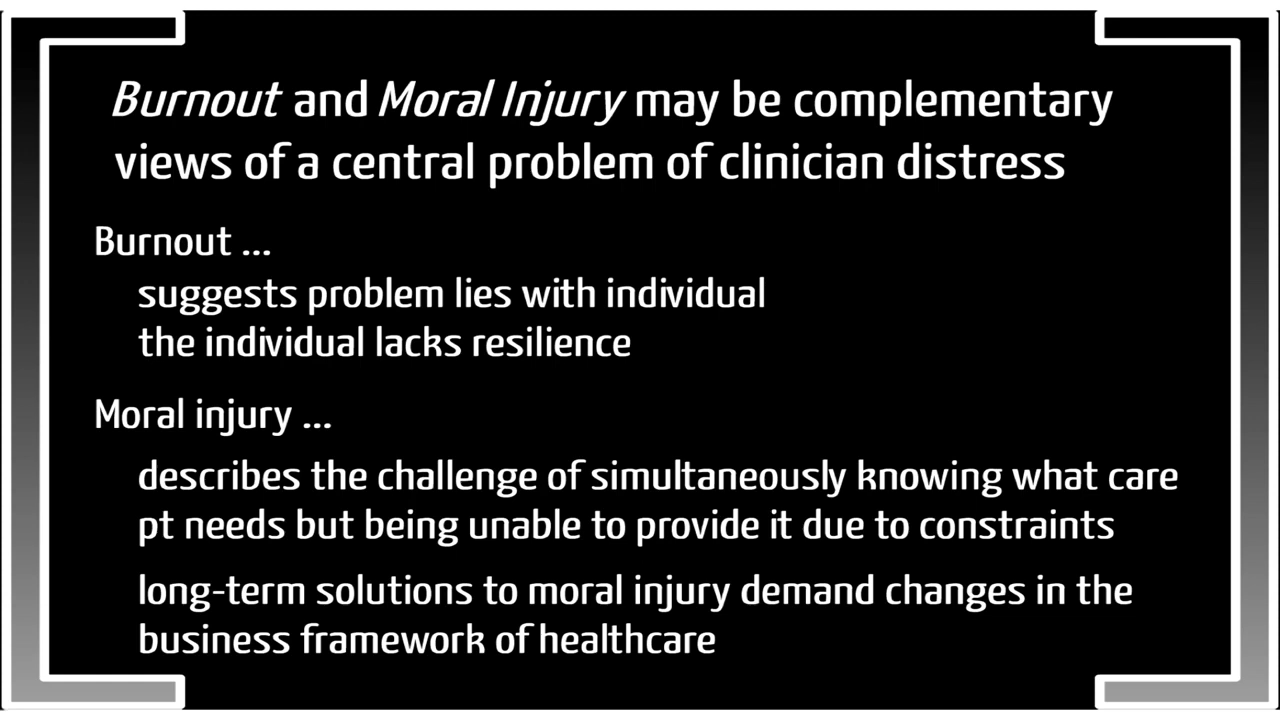 Burnout and Moral Injury may be complementary
views of a central problem of clinician distress
Burnout ...
suggests problem lies with individual
the individual lacks resilience
Moral injury ...
describes the challenge of simultaneously knowing what care
pt needs but being unable to provide it due to constraints
long-term solutions to moral injury demand changes in the
business framework of healthcare